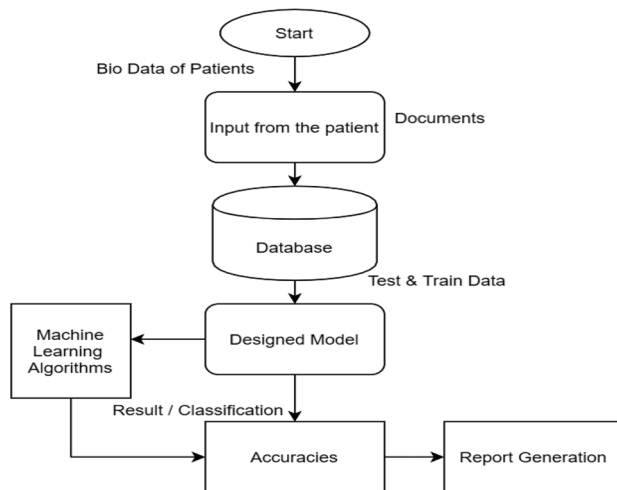 Start
Bio Data of Patients
Input from the patient
Documents
Database
Test & Train Data
Machine
Learning
Algorithms
Designed Model
Result / Classification
Accuracies
Report Generation